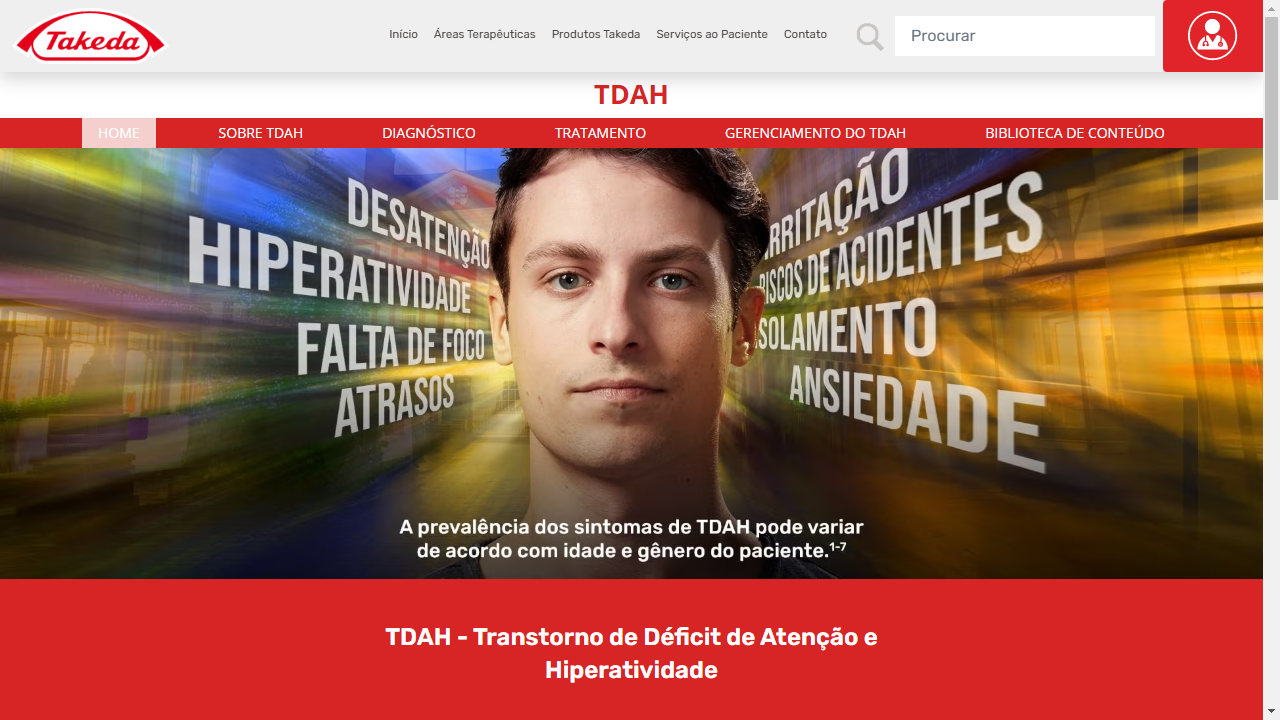 Takeda
Início
Áreas Terapêuticas
Produtos Takeda
Serviços ao Paciente
Contato
Procurar
TDAH
HOME
SOBRE TDAH
DIAGNÓSTICO
TRATAMENTO
GERENCIAMENTO DO TDAH
BIBLIOTECA DE CONTEÚDO
DESATENÇÃO
HIPERATIVIDADE
FALTA DE FOCO
ATRASOS
RRITAÇÃO
RISCOS DE ACIDENTES
SOLAMENTO
ANSIEDADE
A prevalência dos sintomas de TDAH pode variar
de acordo com idade e gênero do paciente.1-7
TDAH - Transtorno de Déficit de Atenção e
Hiperatividade